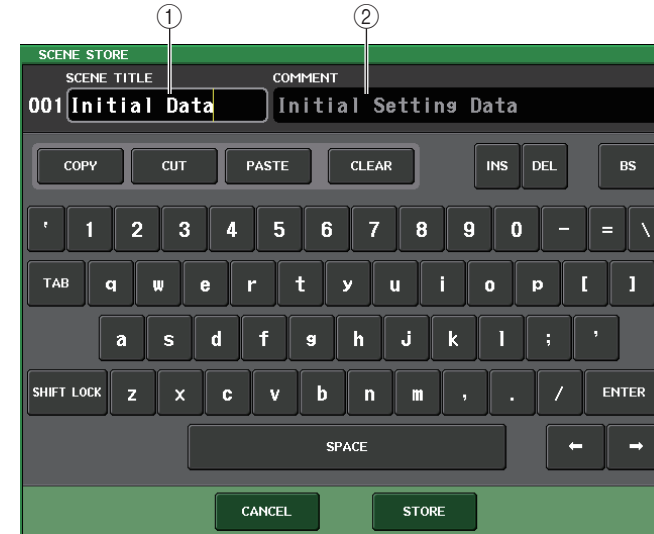 ① ②
SCENE STORE
SCENE TITLE COMMENT
001 Initial Data Initial Setting Data
COPY CUT PASTE CLEAR INS DEL BS
' 1 2 3 4 5 6 7 8 9 0 - = \
TAB q w e r t y u i o p [ ]
a s d f g h j k l ; '
SHIFT LOCK z x c v b n m , . / ENTER
SPACE ← →
CANCEL STORE